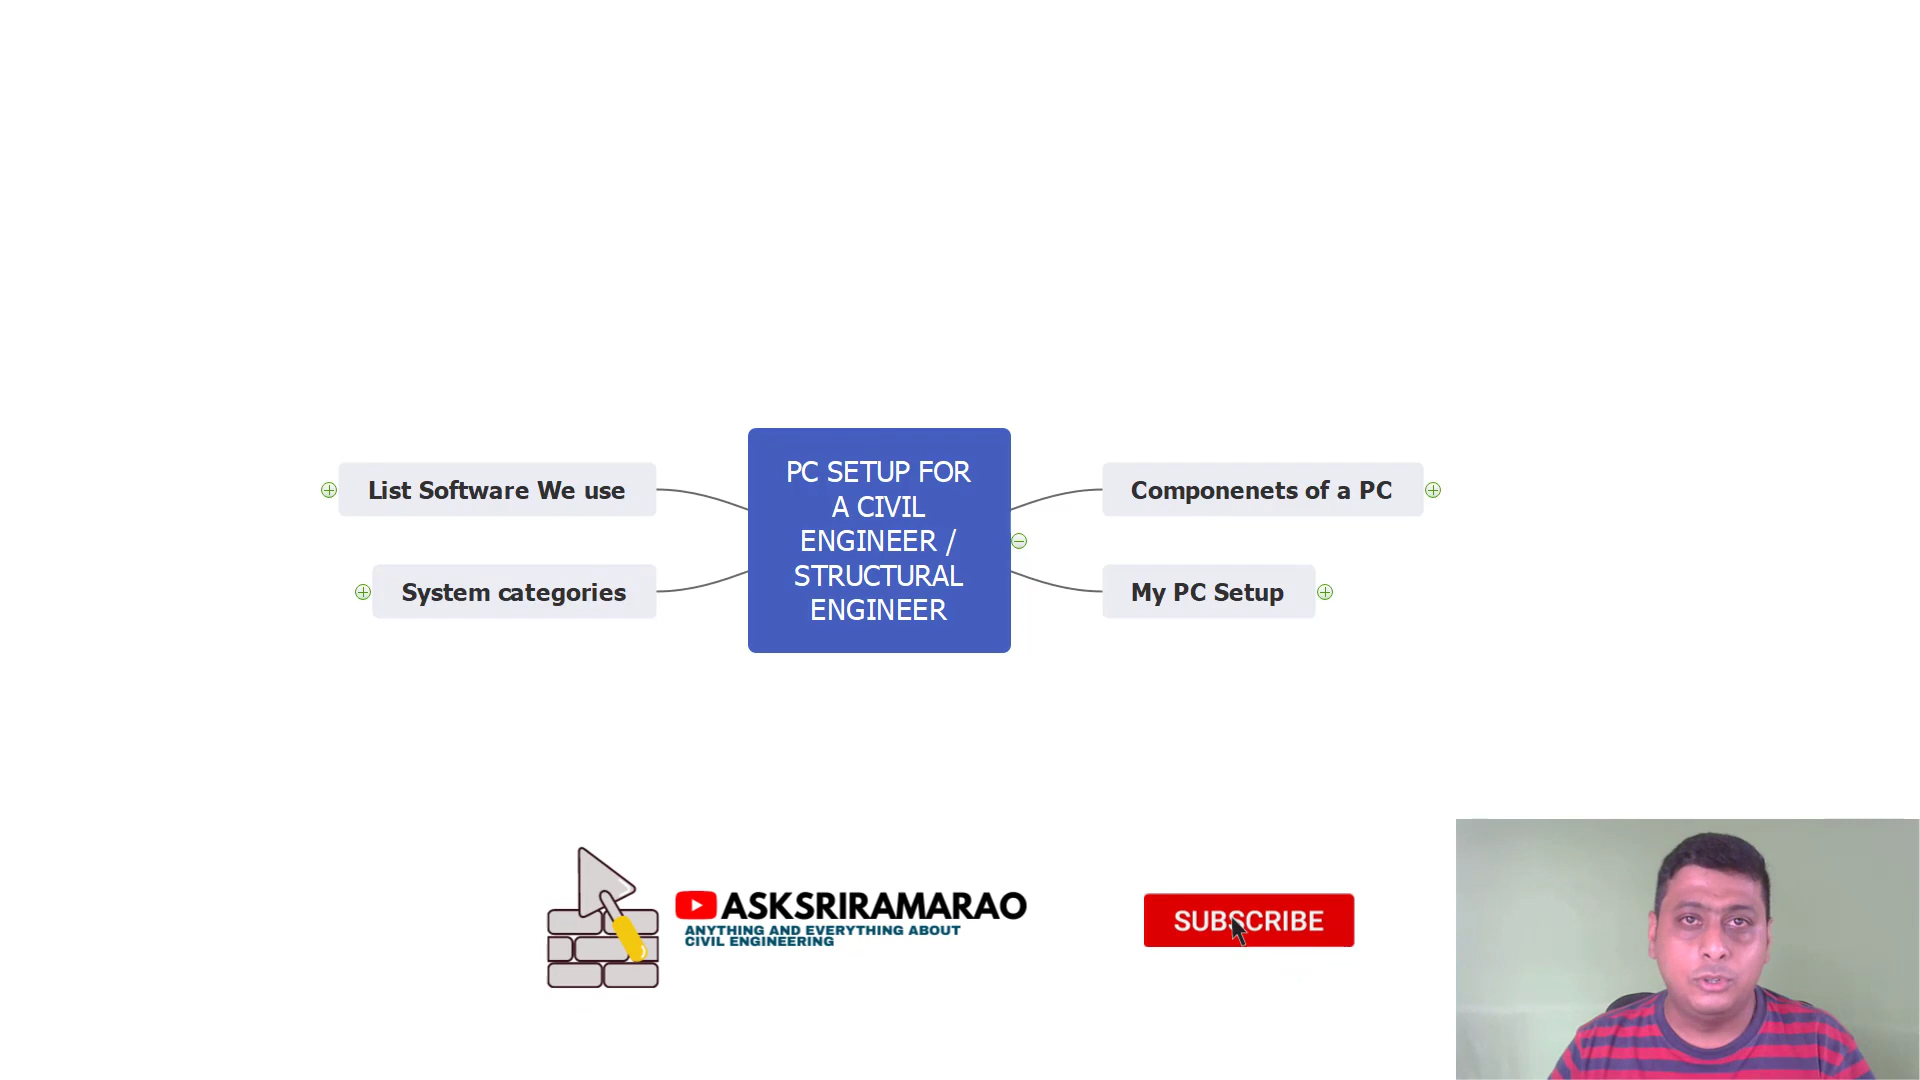 List Software We use
System categories
PC SETUP FOR
A CIVIL
ENGINEER /
STRUCTURAL
ENGINEER
Componenets of a PC
My PC Setup
ASKSRIRAMARAO
ANYTHING AND EVERYTHING ABOUT
CIVIL ENGINEERING
SUBSCRIBE